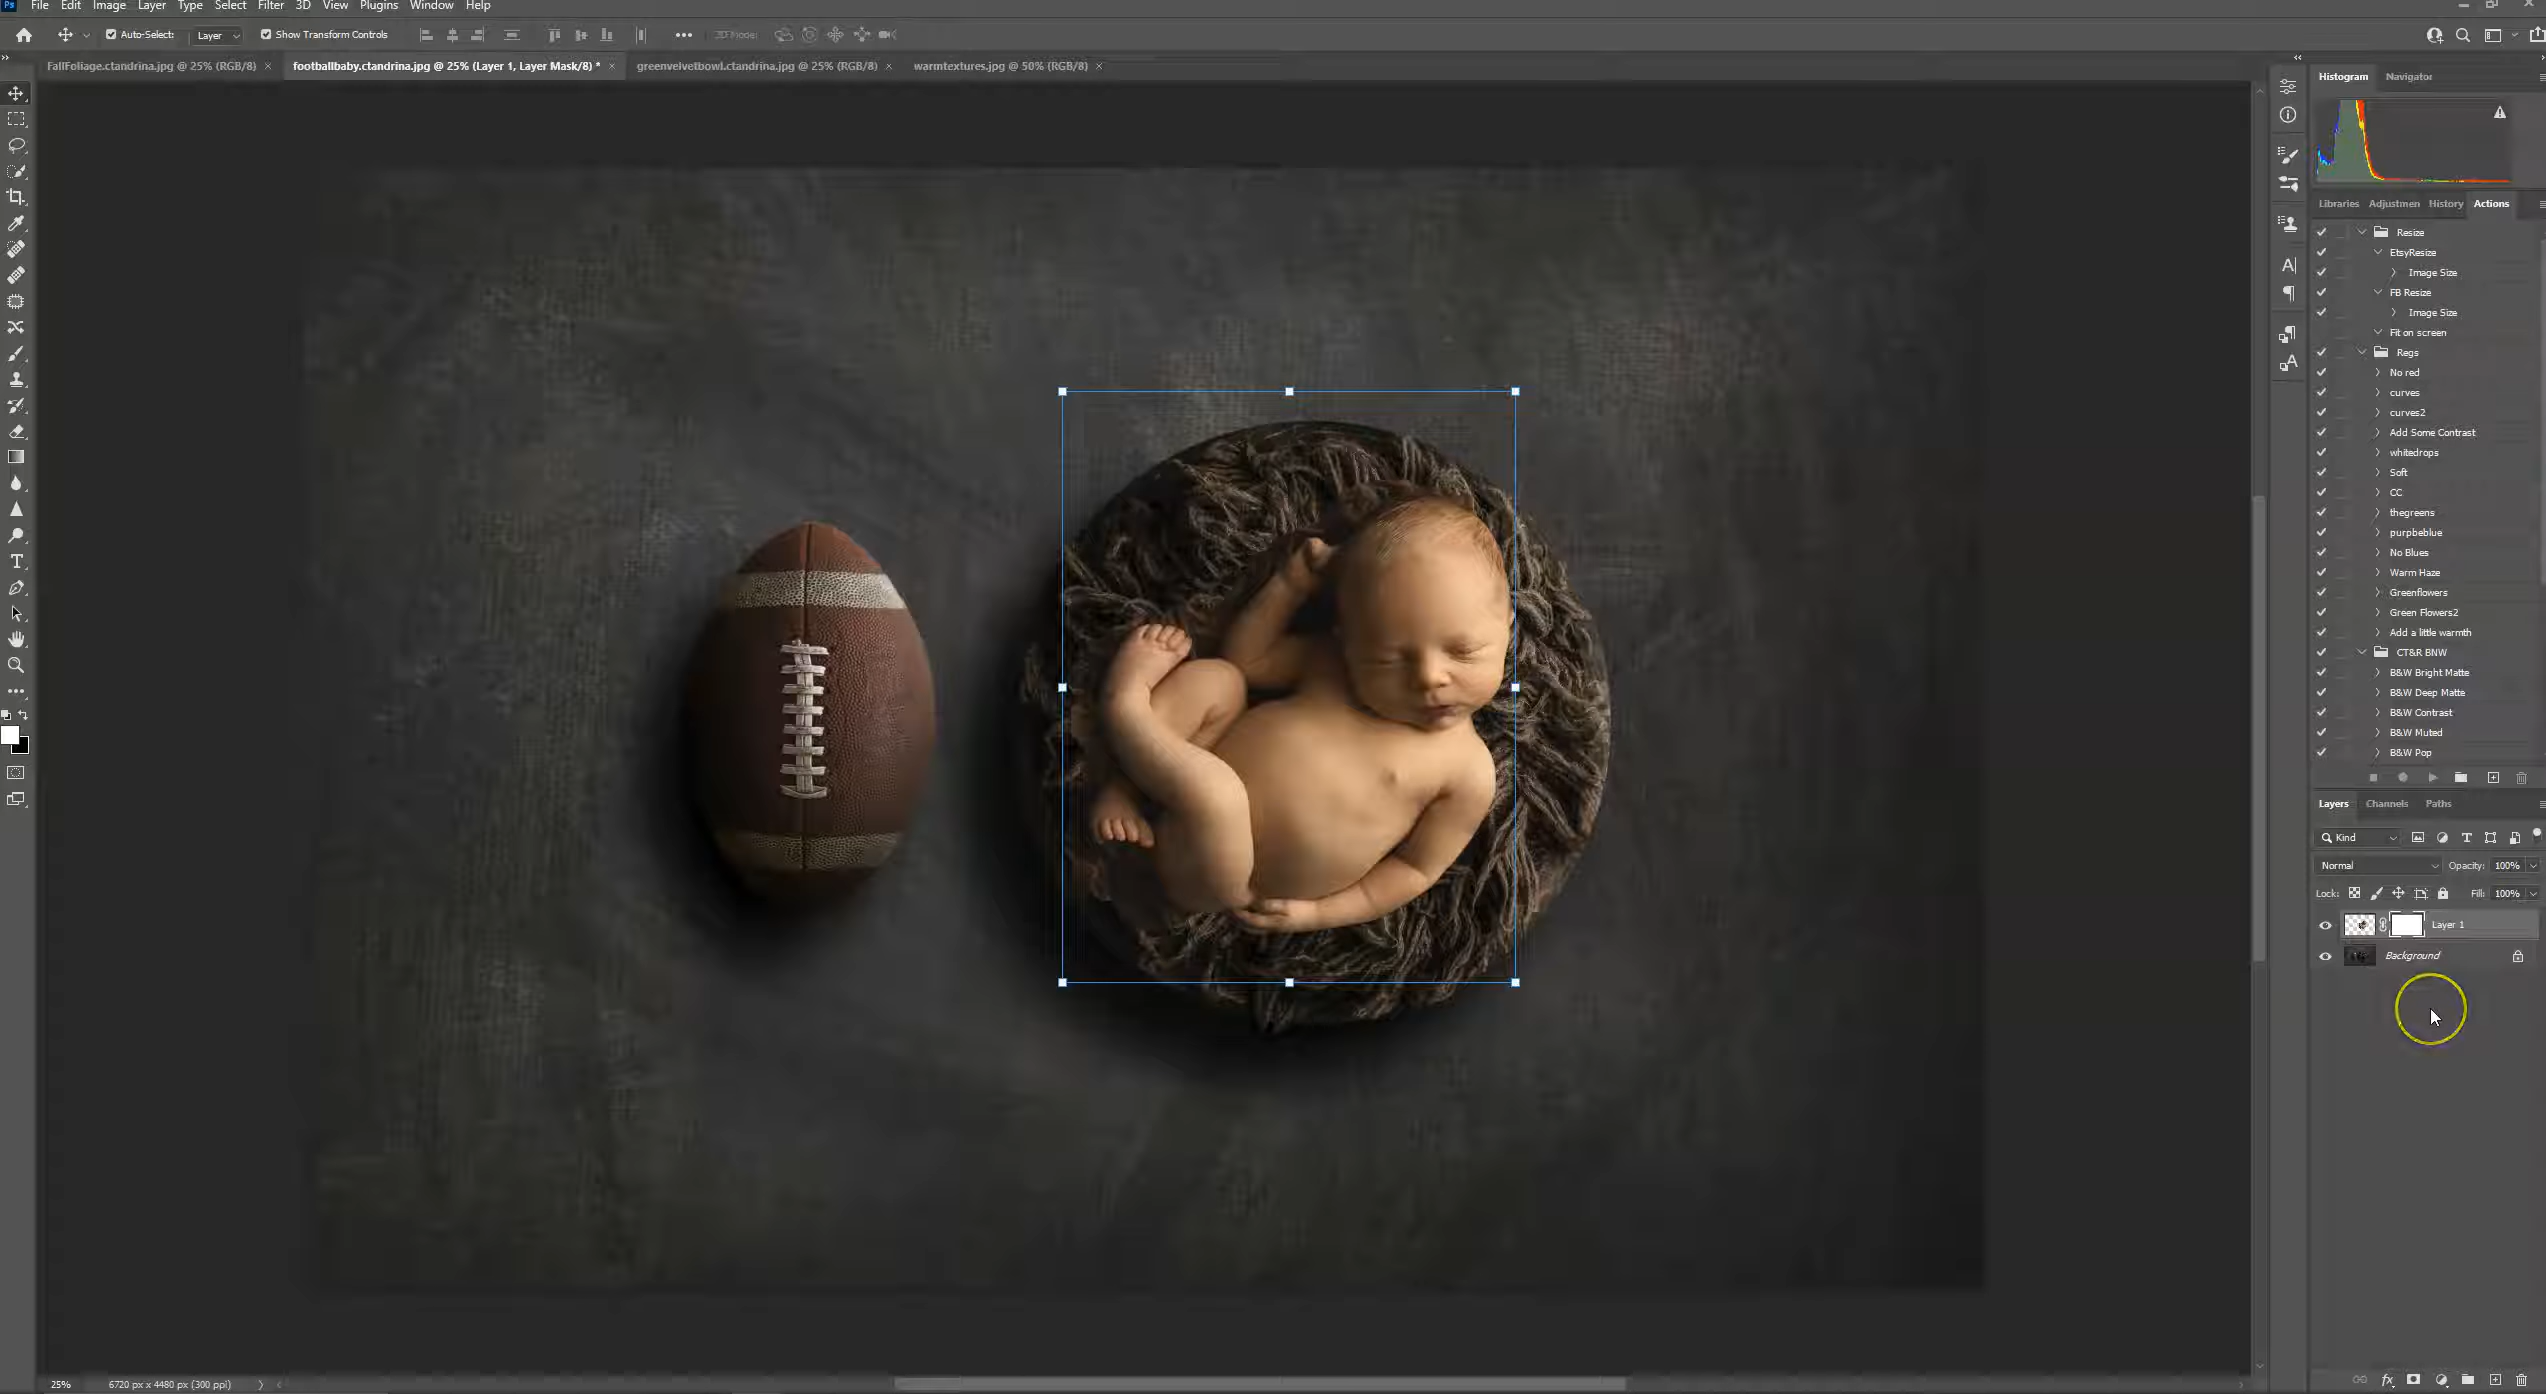 Ps File Edit Image Layer Type Select Filter 3D View Plugins Window Help
Auto-Select: Layer Show Transform Controls 3D Mode:
FallFoliage.ctandrina.jpg @ 25% (RGB/8) × footballbaby.ctandrina.jpg @ 25% (Layer 1, Layer Mask/8) * × greenvelvetbowl.ctandrina.jpg @ 25% (RGB/8) × warmtextures.jpg @ 50% (RGB/8) ×
Histogram Navigator
Libraries Adjustmen History Actions
Resize
EtsyResize
Image Size
FB Resize
Image Size
Fit on screen
Regs
No red
curves
curves2
Add Some Contrast
whitedrops
Soft
CC
thegreens
purpbeblue
No Blues
Warm Haze
Greenflowers
Green Flowers2
Add a little warmth
CT&R BNW
B&W Bright Matte
B&W Deep Matte
B&W Contrast
B&W Muted
B&W Pop
Layers Channels Paths
Kind
Normal Opacity: 100%
Lock: Fill: 100%
Layer 1
Background
25% 6720 px x 4480 px (300 ppi)